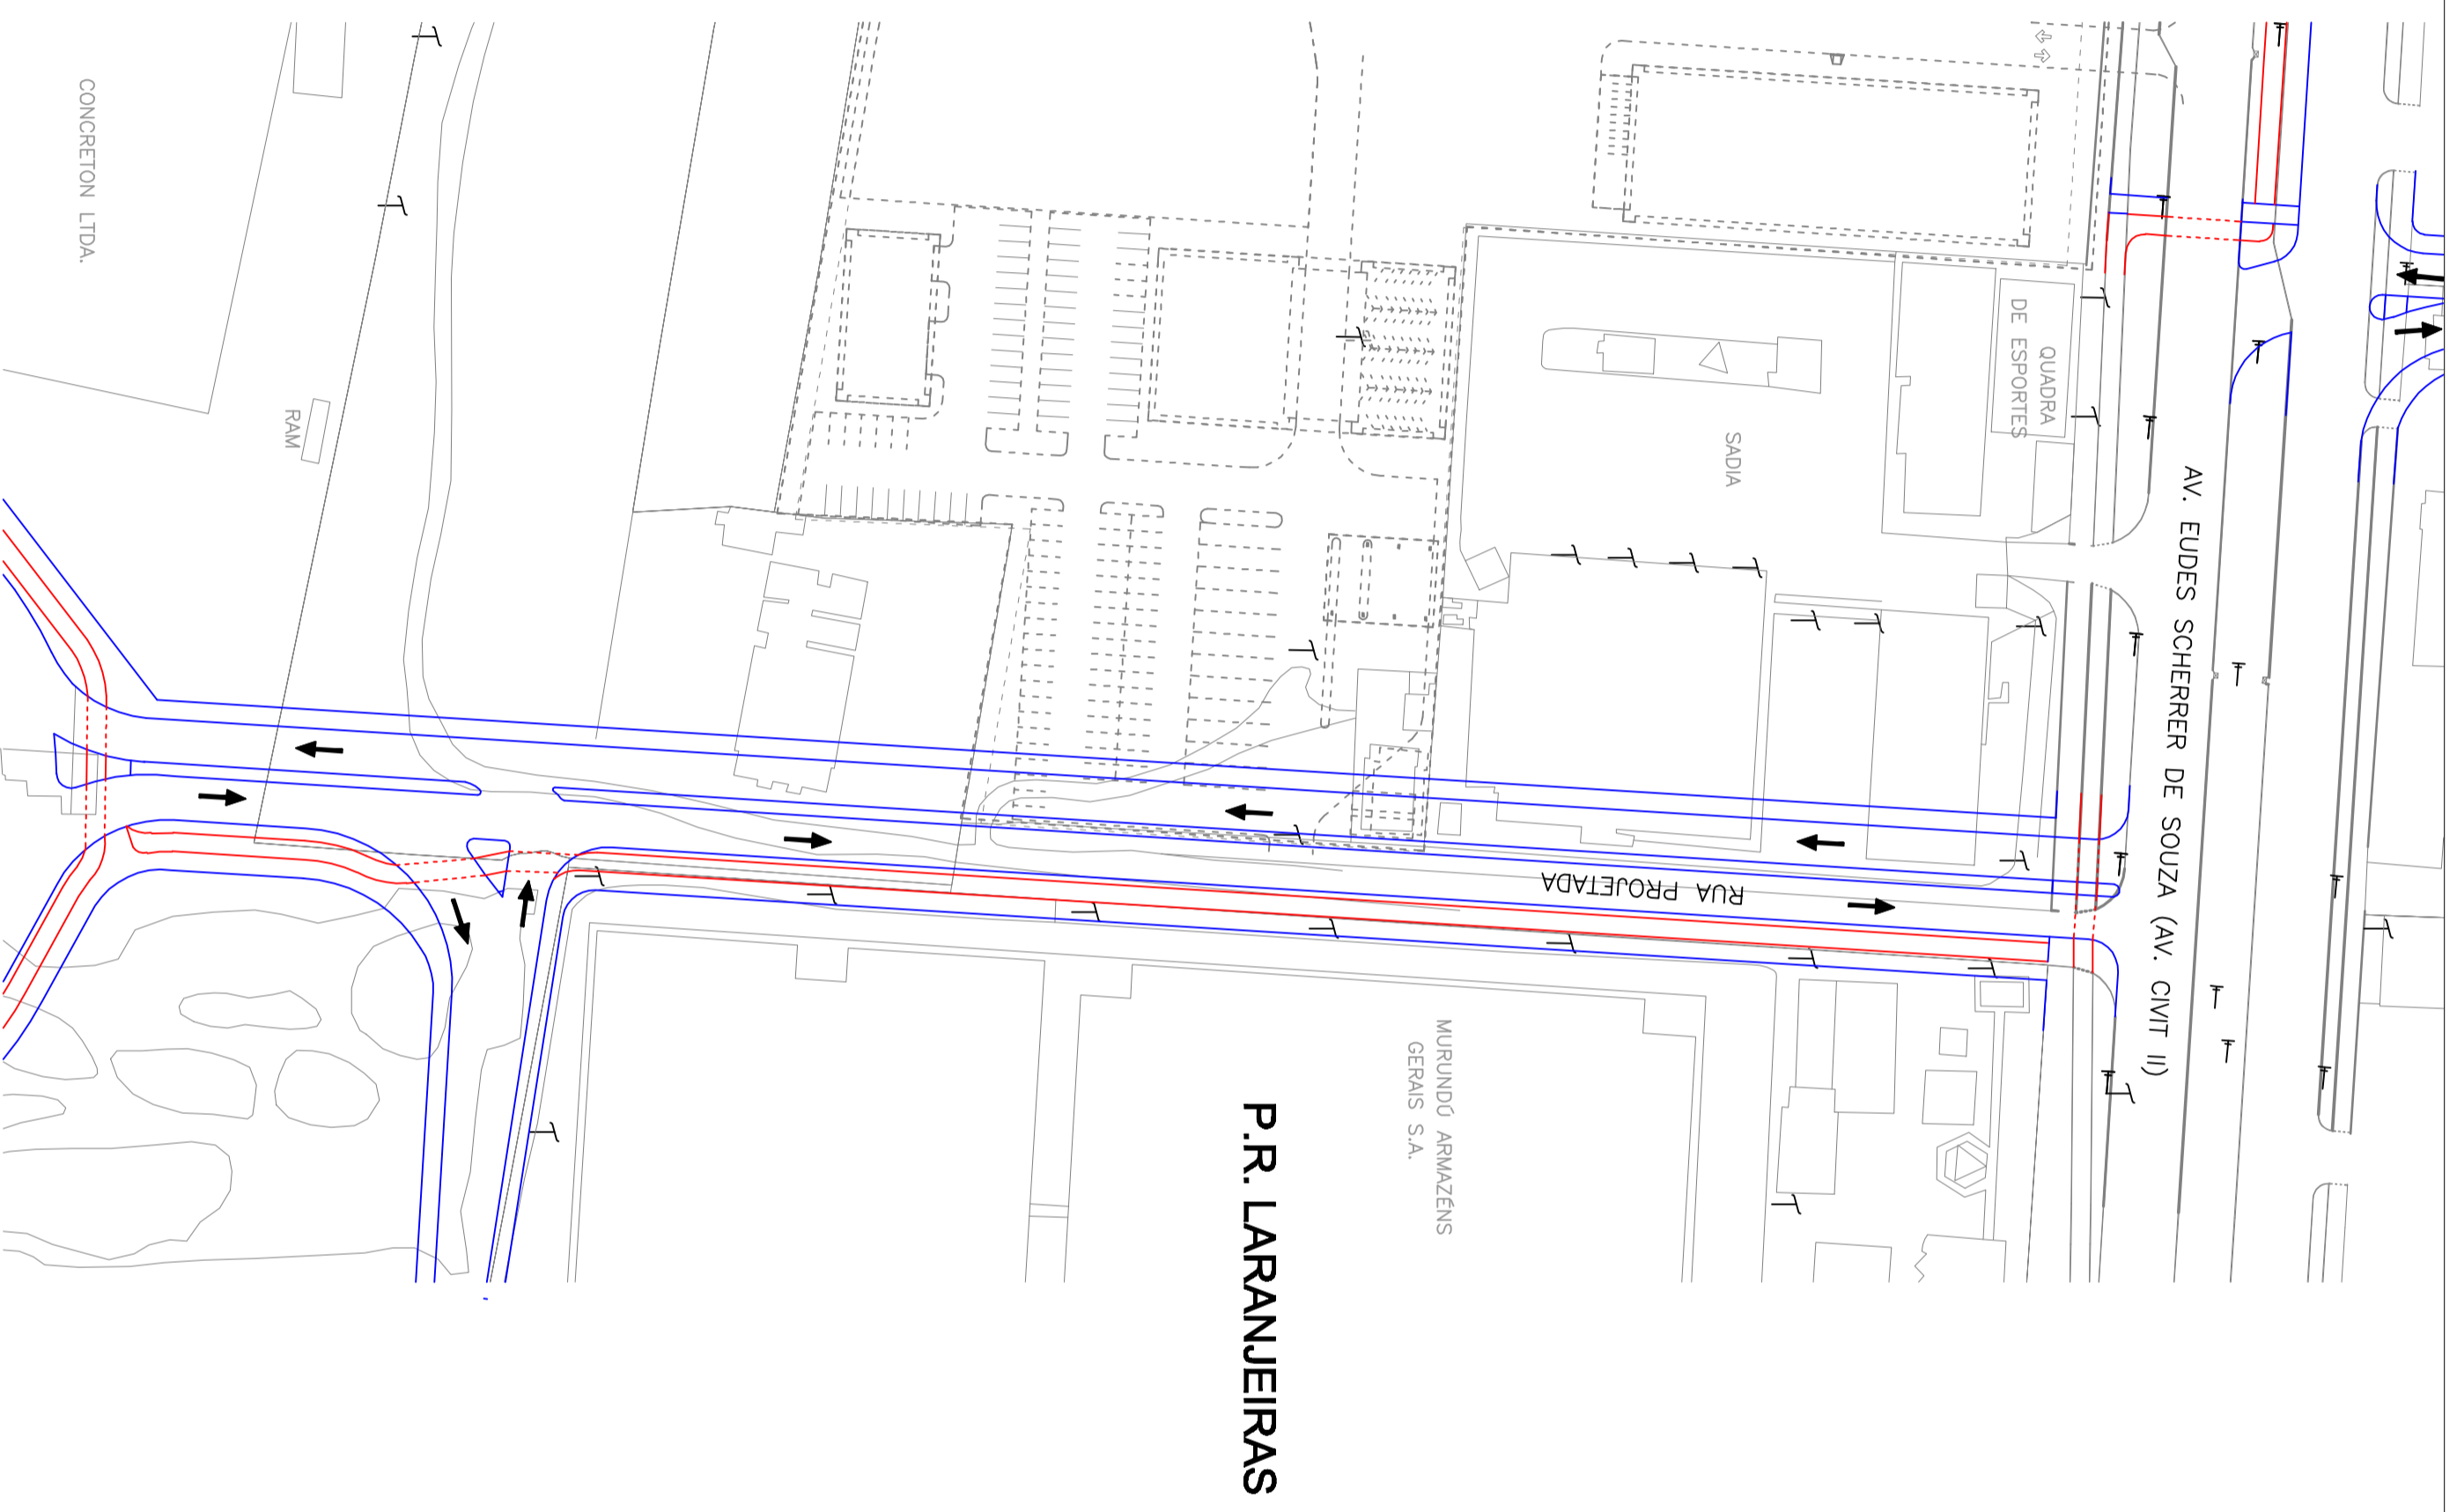 CONCRETON LTDA.
RAM
QUADRA
DE ESPORTES
SADIA
AV. EUDES SCHERRER DE SOUZA (AV. CIVIT II)
RUA PROJETADA
MURUNDÚ ARMAZÉNS
GERAIS S.A.
P.R. LARANJEIRAS